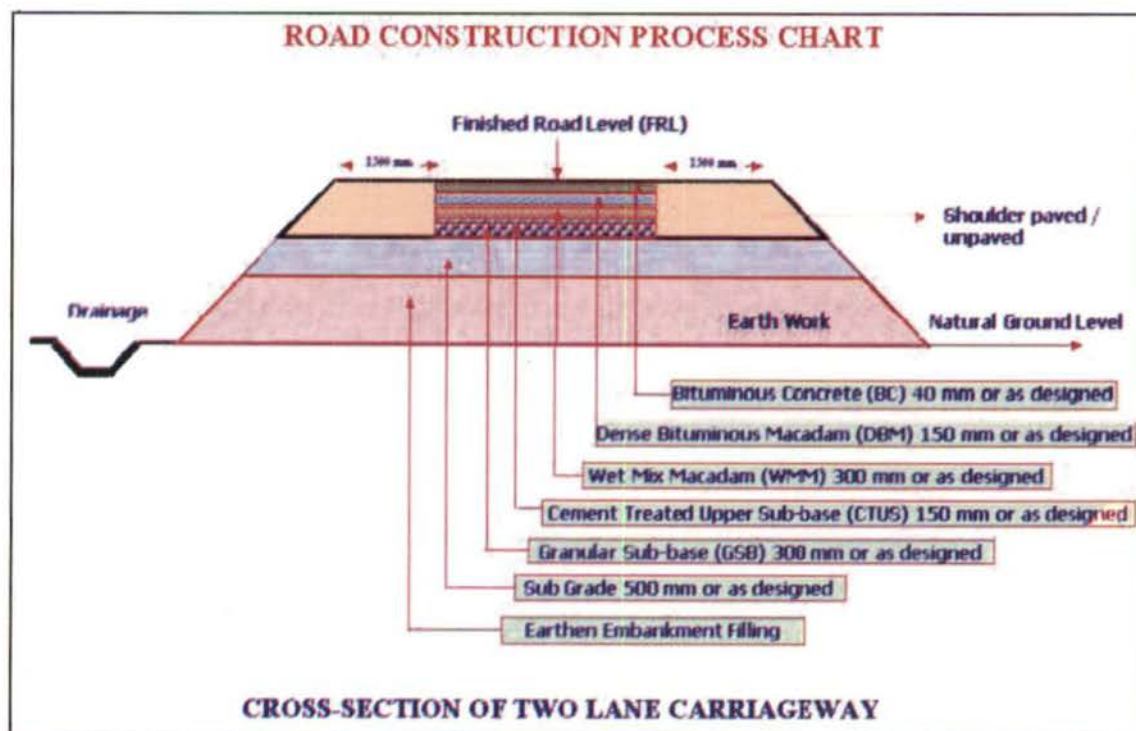 ROAD CONSTRUCTION PROCESS CHART
Finished Road Level (FRL)
1500 mm
1500 mm
Shoulder paved /
unpaved
Drainage
Earth Work
Natural Ground Level
Bituminous Concrete (BC) 40 mm or as designed
Dense Bituminous Macadam (DBM) 150 mm or as designed
Wet Mix Macadam (WMM) 300 mm or as designed
Cement Treated Upper Sub-base (CTUS) 150 mm or as designed
Granular Sub-base (GSB) 300 mm or as designed
Sub Grade 500 mm or as designed
Earthen Embankment Filling
CROSS-SECTION OF TWO LANE CARRIAGEWAY